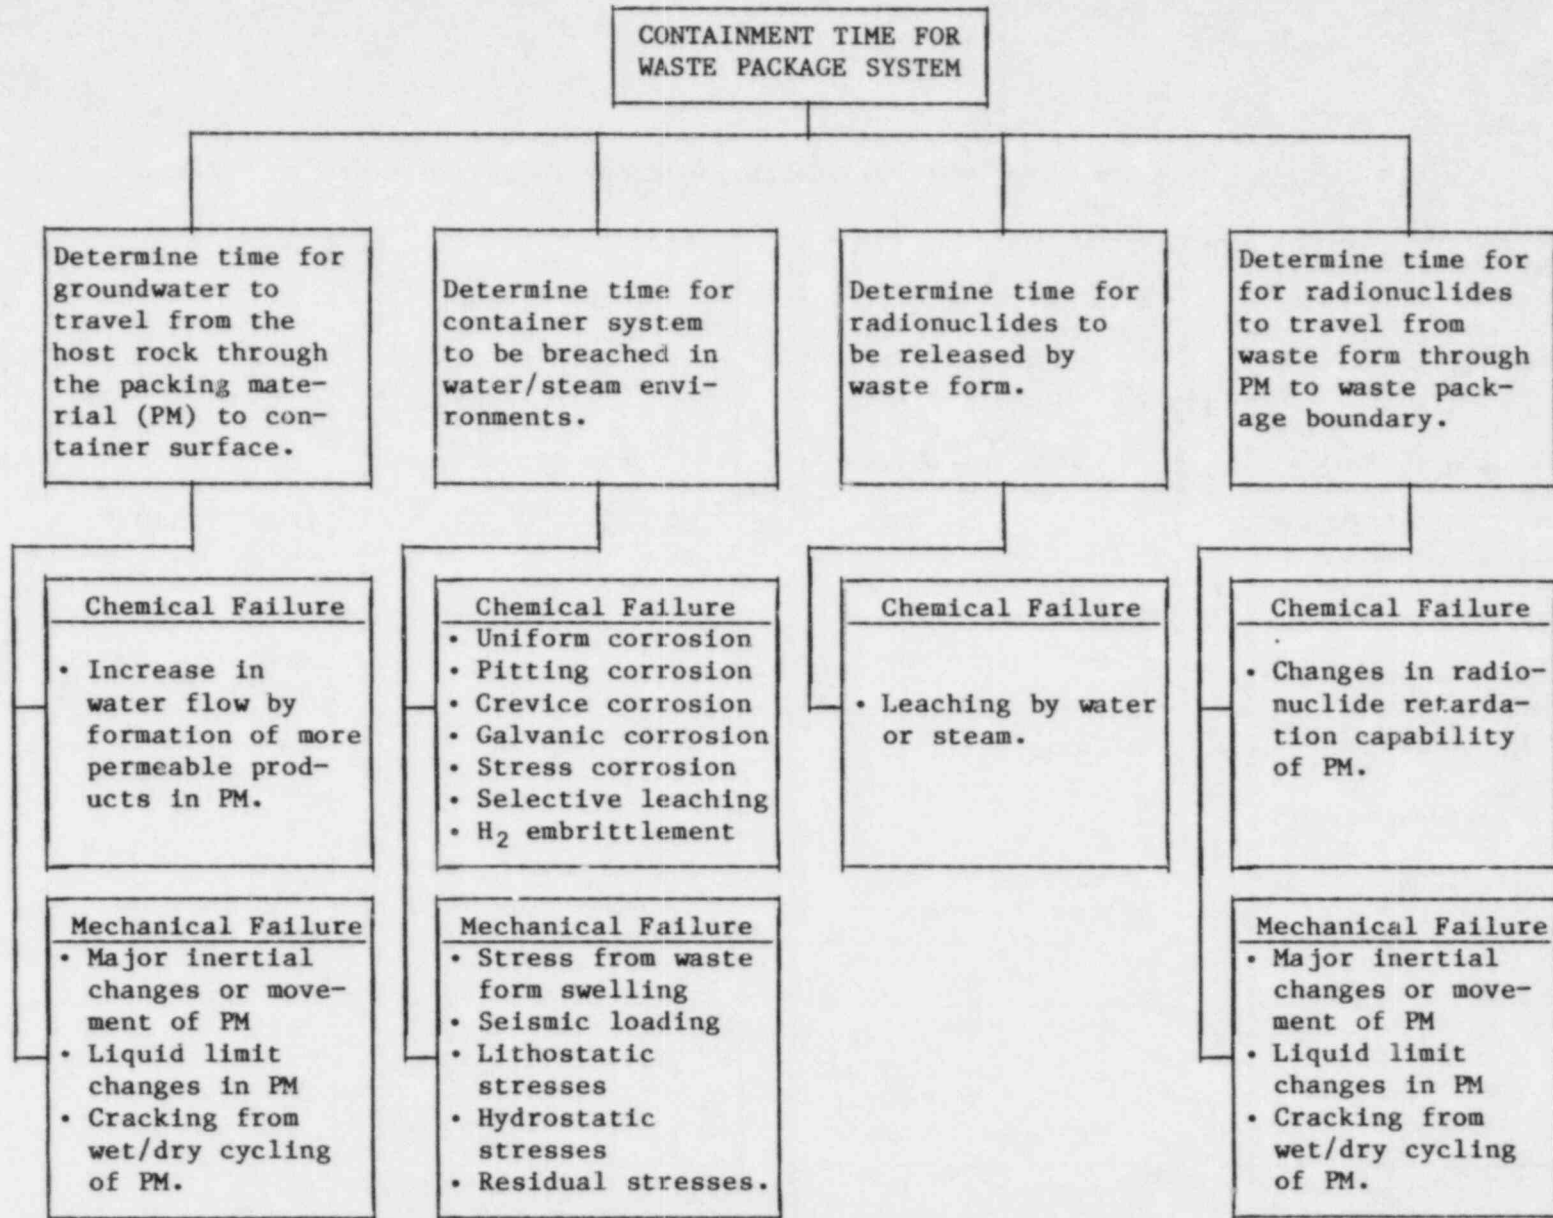 CONTAINMENT TIME FOR
WASTE PACKAGE SYSTEM
Determine time for
groundwater to
travel from the
host rock through
the packing mate-
rial (PM) to con-
tainer surface.
Determine time for
container system
to be breached in
water/steam envi-
ronments.
Determine time for
radionuclides to
be released by
waste form.
Determine time for
for radionuclides
to travel from
waste form through
PM to waste pack-
age boundary.
Chemical Failure
• Increase in
water flow by
formation of more
permeable prod-
ucts in PM.
Chemical Failure
• Uniform corrosion
• Pitting corrosion
• Crevice corrosion
• Galvanic corrosion
• Stress corrosion
• Selective leaching
• H₂ embrittlement
Chemical Failure
• Leaching by water
or steam.
Chemical Failure
• Changes in radio-
nuclide retarda-
tion capability
of PM.
Mechanical Failure
• Major inertial
changes or move-
ment of PM
• Liquid limit
changes in PM
• Cracking from
wet/dry cycling
of PM.
Mechanical Failure
• Stress from waste
form swelling
• Seismic loading
• Lithostatic
stresses
• Hydrostatic
stresses
• Residual stresses.
Mechanical Failure
• Major inertial
changes or move-
ment of PM
• Liquid limit
changes in PM
• Cracking from
wet/dry cycling
of PM.